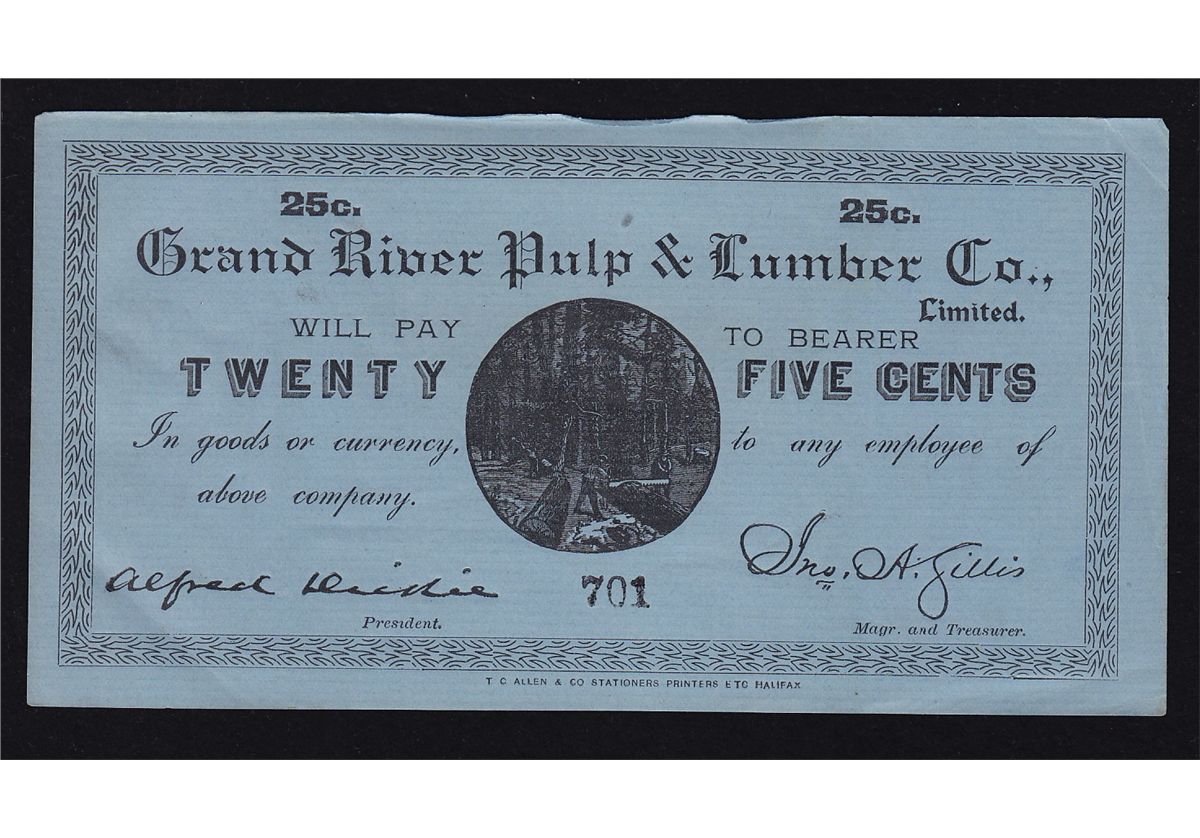 25c. 25c.
Grand River Pulp & Lumber Co.,
Limited.
WILL PAY TO BEARER
TWENTY FIVE CENTS
In goods or currency, to any employee of
above company.
Alfred Dickie 701 Jno. A. Gillis
President. Magr. and Treasurer.
T C ALLEN & CO STATIONERS PRINTERS ETC HALIFAX